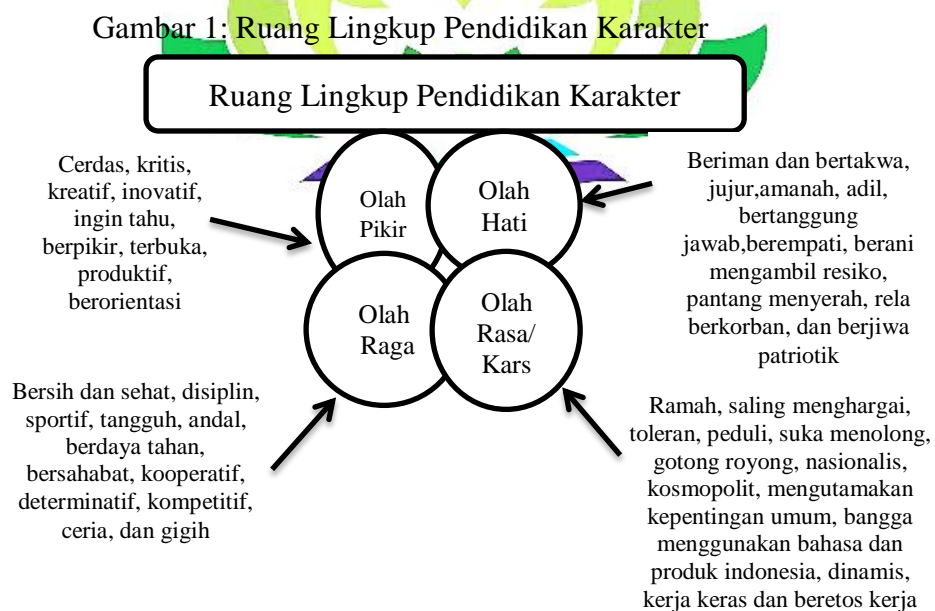 Gambar 1: Ruang Lingkup Pendidikan Karakter
Ruang Lingkup Pendidikan Karakter
Cerdas, kritis,
kreatif, inovatif,
ingin tahu,
berpikir, terbuka,
produktif,
berorientasi
Olah
Pikir
Olah
Hati
Beriman dan bertakwa,
jujur,amanah, adil,
bertanggung
jawab,berempati, berani
mengambil resiko,
pantang menyerah, rela
berkorban, dan berjiwa
patriotik
Olah
Raga
Olah
Rasa/
Kars
Bersih dan sehat, disiplin,
sportif, tangguh, andal,
berdaya tahan,
bersahabat, kooperatif,
determinatif, kompetitif,
ceria, dan gigih
Ramah, saling menghargai,
toleran, peduli, suka menolong,
gotong royong, nasionalis,
kosmopolit, mengutamakan
kepentingan umum, bangga
menggunakan bahasa dan
produk indonesia, dinamis,
kerja keras dan beretos kerja